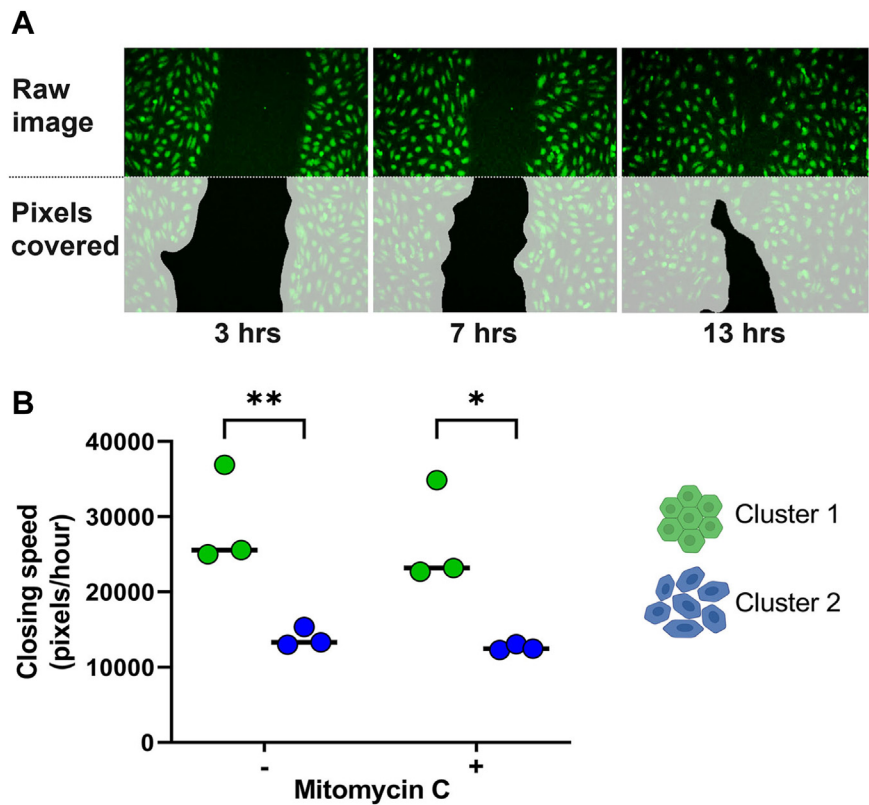 A
Raw
image
Pixels
covered
3 hrs
7 hrs
13 hrs
B
**
*
40000
30000
20000
10000
0
Closing speed
(pixels/hour)
-
+
Mitomycin C
Cluster 1
Cluster 2